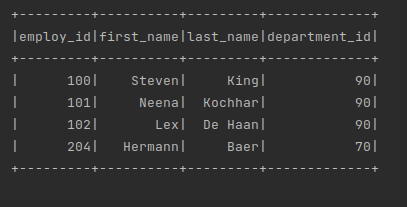 +---------+----------+---------+-------------+
|employ_id|first_name|last_name|department_id|
+---------+----------+---------+-------------+
|      100|    Steven|     King|           90|
|      101|     Neena|  Kochhar|           90|
|      102|       Lex|  De Haan|           90|
|      204|   Hermann|     Baer|           70|
+---------+----------+---------+-------------+